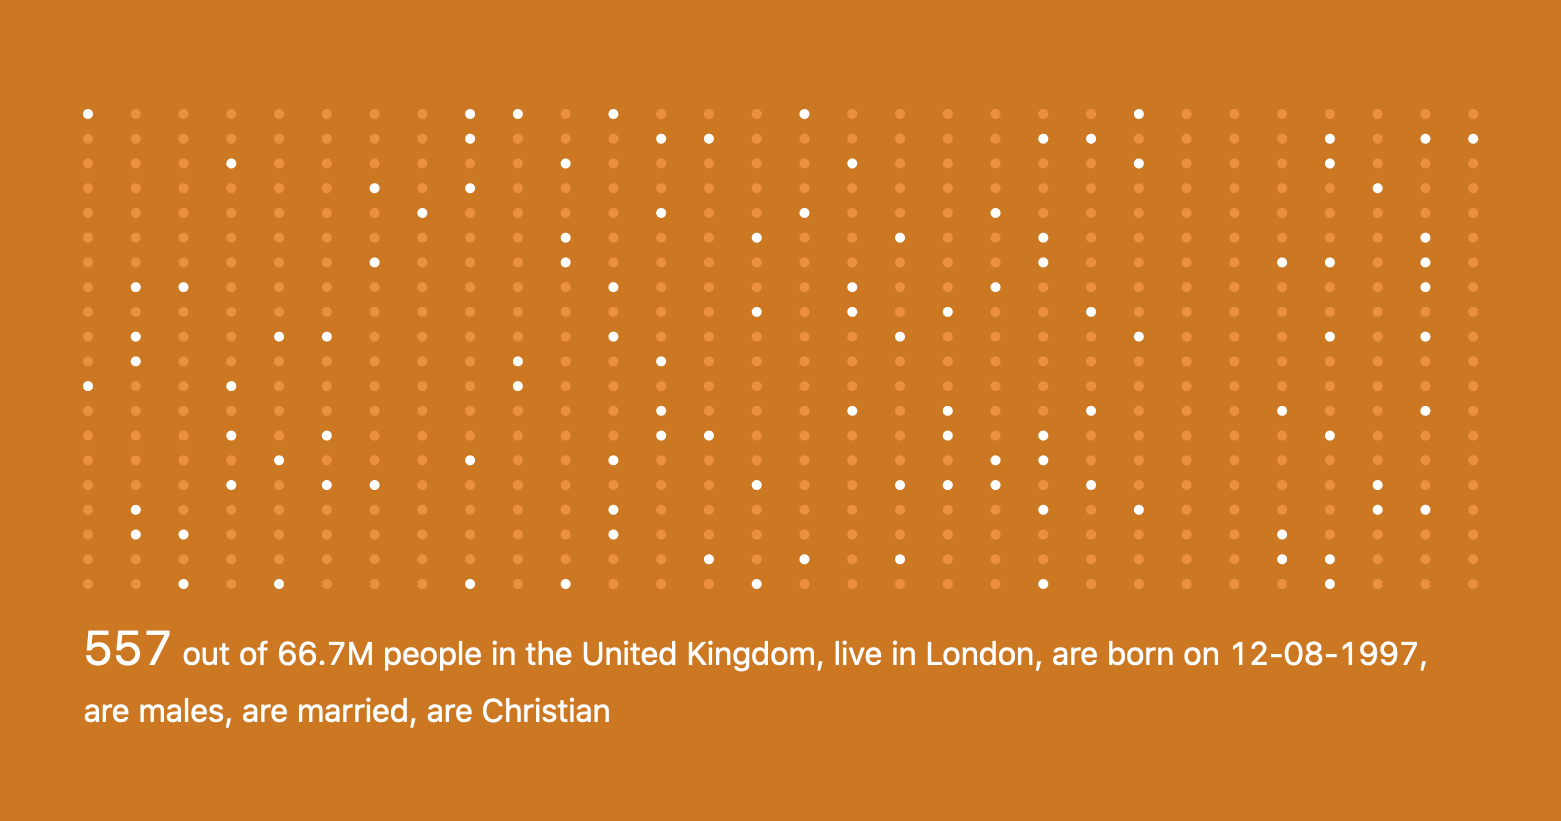 557 out of 66.7M people in the United Kingdom, live in London, are born on 12-08-1997,
are males, are married, are Christian